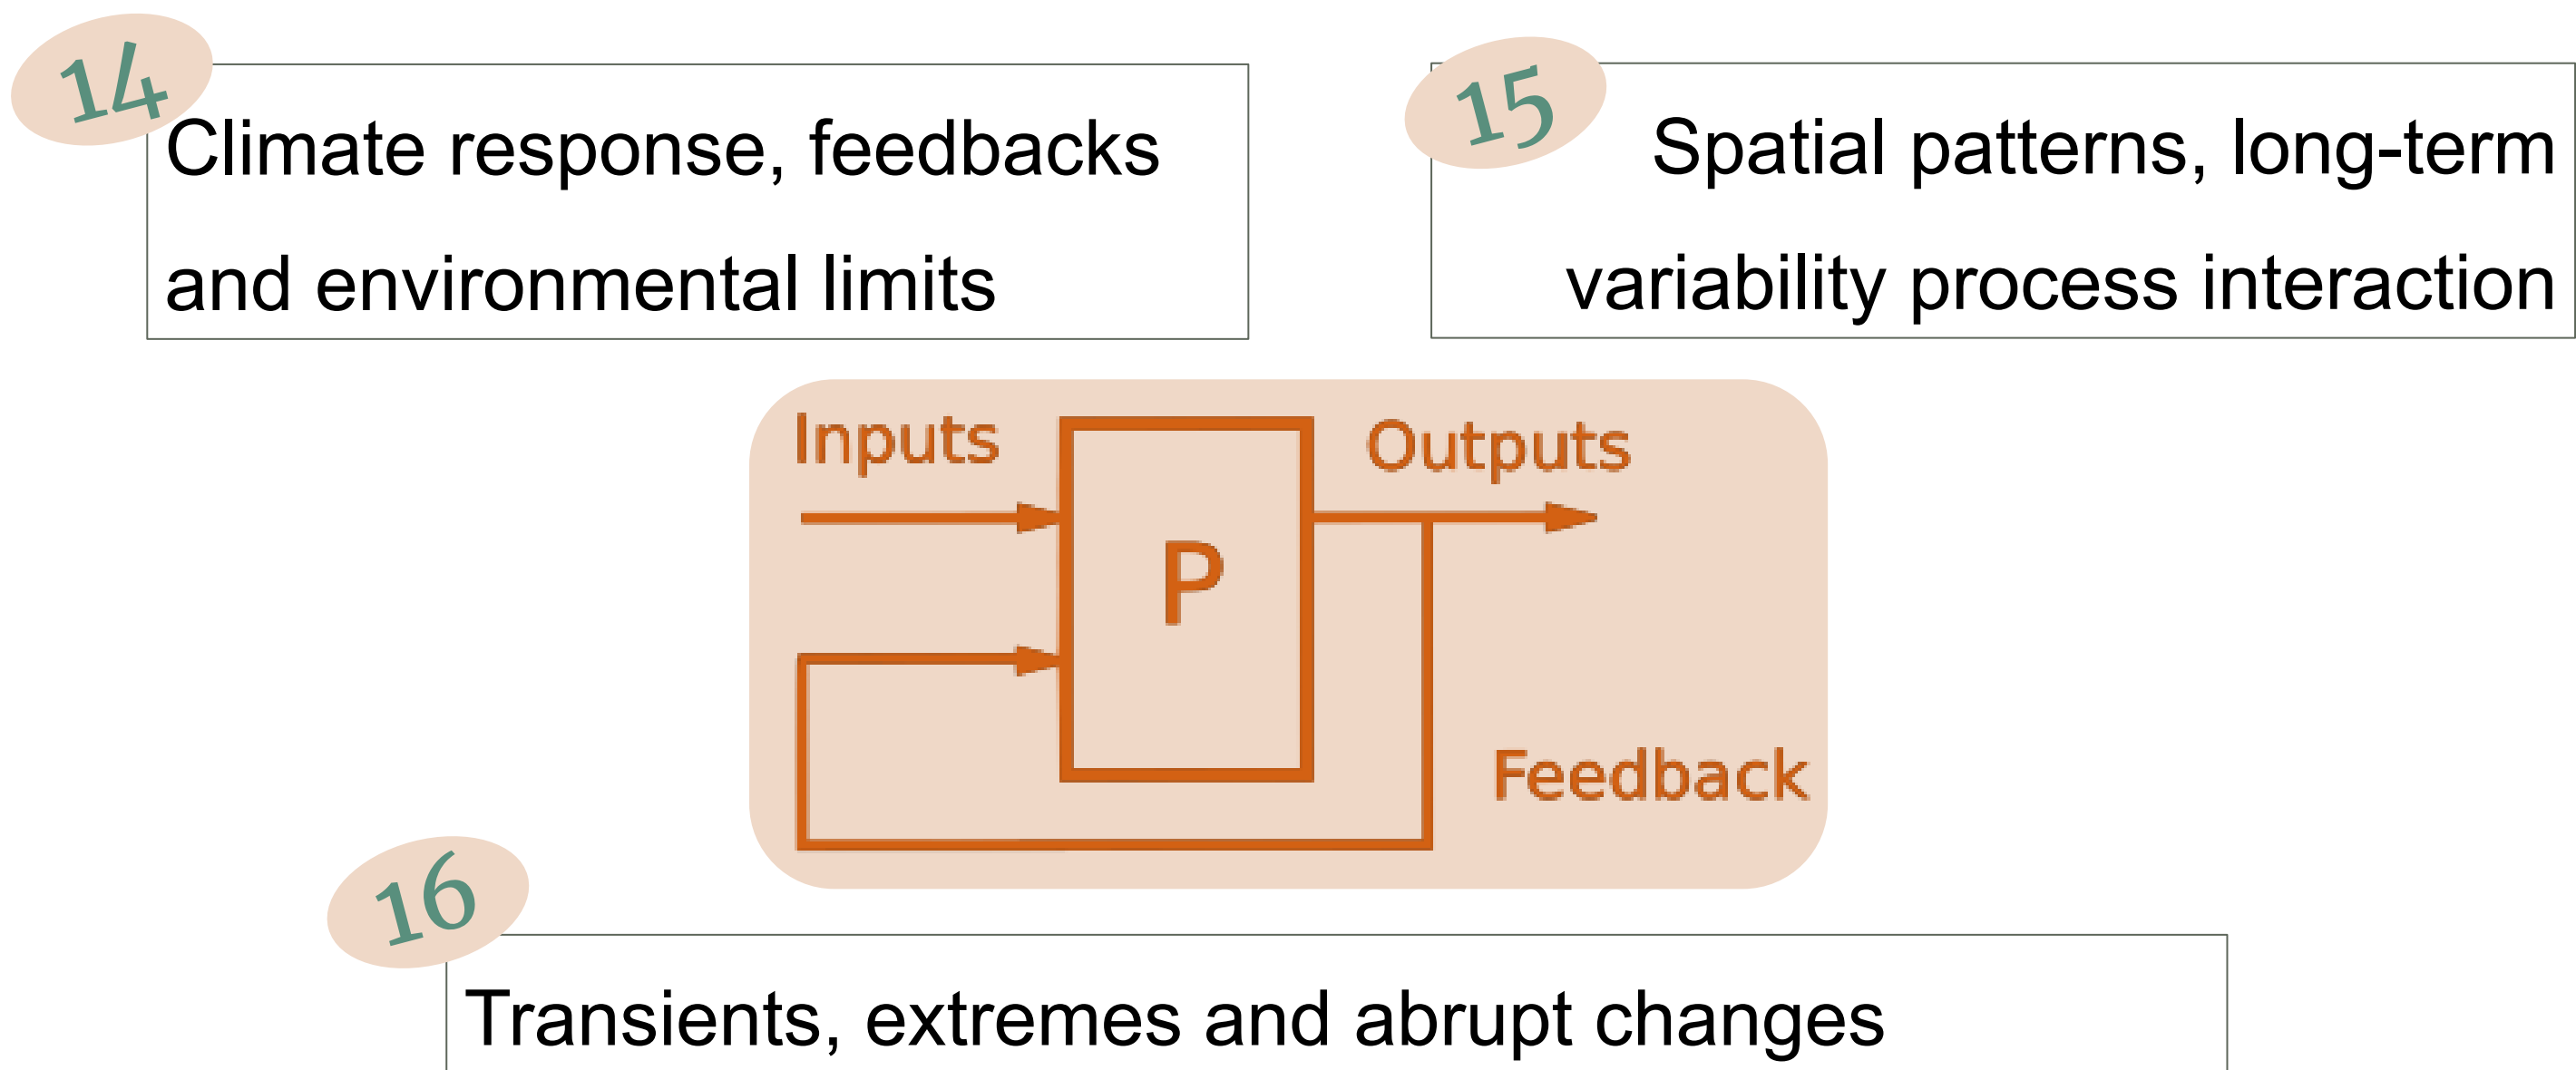 14
Climate response, feedbacks
and environmental limits
15
Spatial patterns, long-term
variability process interaction
Inputs
Outputs
P
Feedback
16
Transients, extremes and abrupt changes